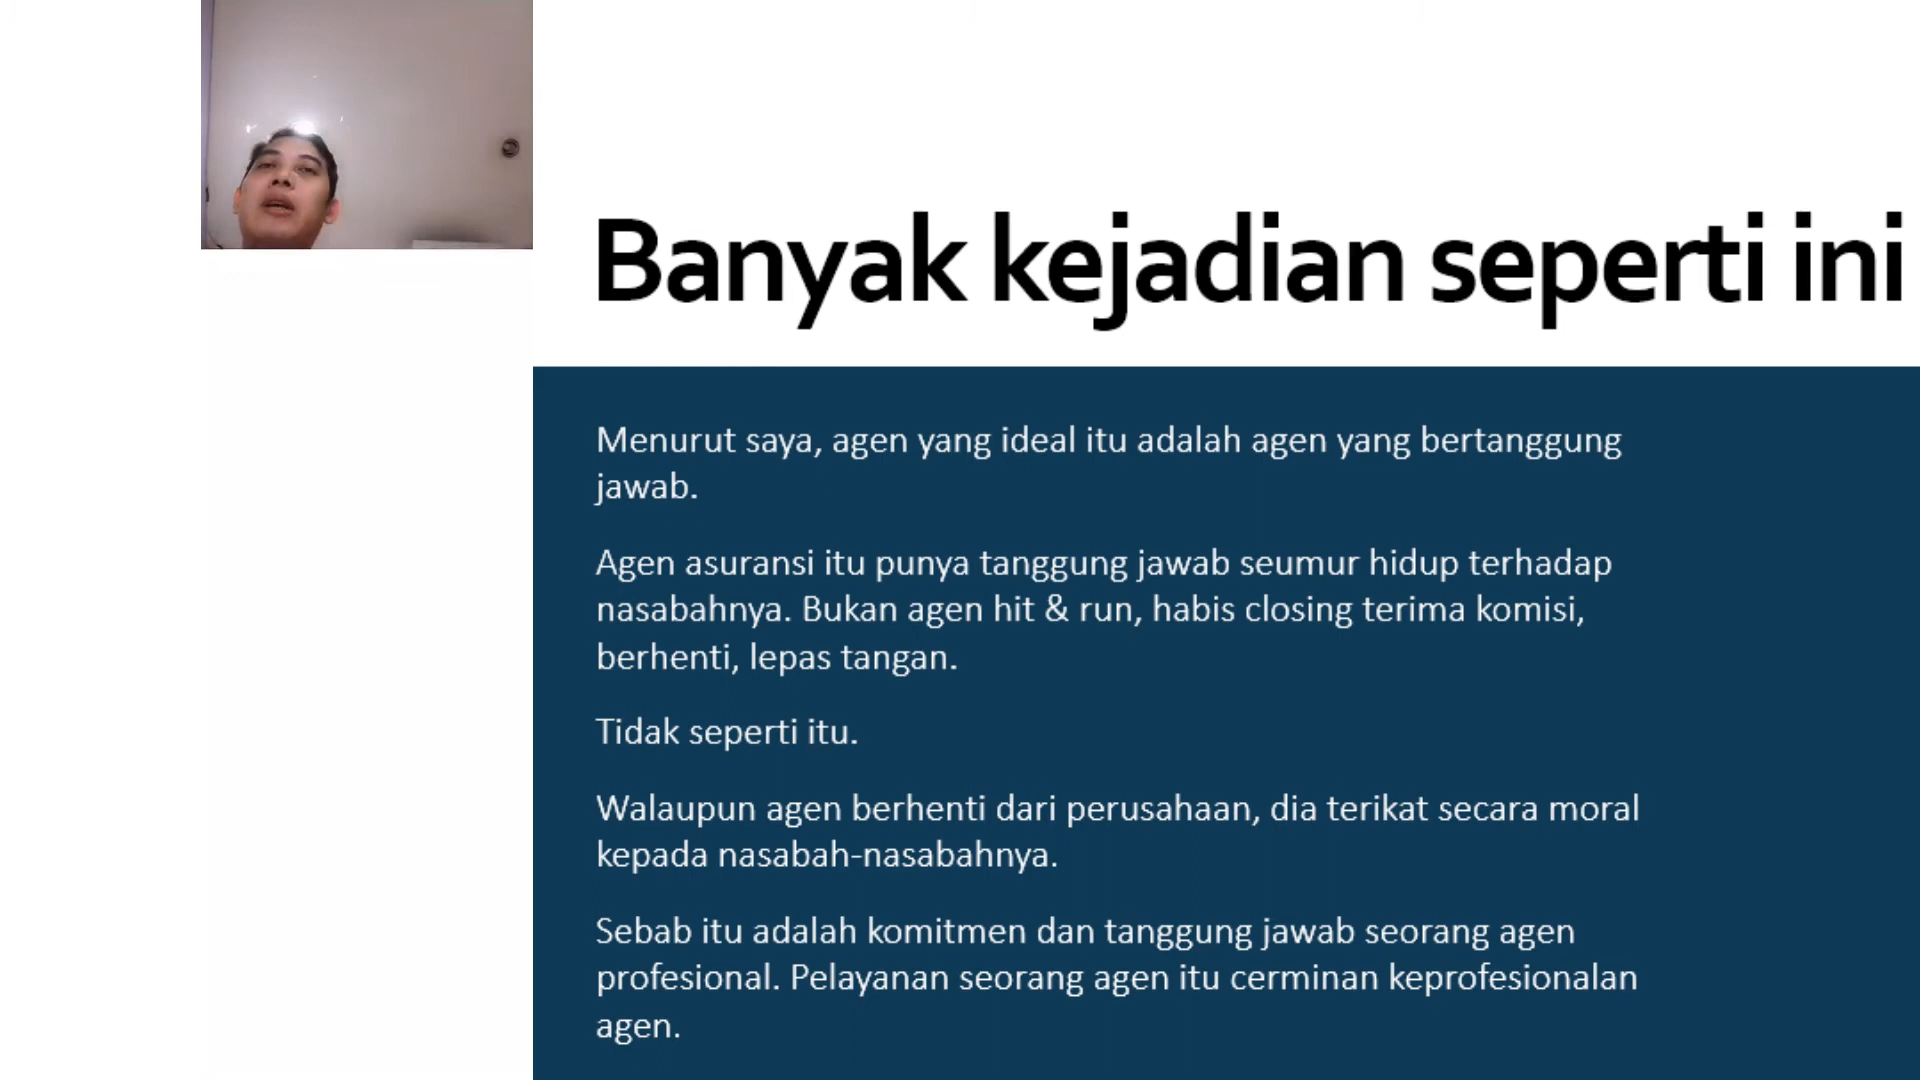 Banyak kejadian seperti ini
Menurut saya, agen yang ideal itu adalah agen yang bertanggung
jawab.
Agen asuransi itu punya tanggung jawab seumur hidup terhadap
nasabahnya. Bukan agen hit & run, habis closing terima komisi,
berhenti, lepas tangan.
Tidak seperti itu.
Walaupun agen berhenti dari perusahaan, dia terikat secara moral
kepada nasabah-nasabahnya.
Sebab itu adalah komitmen dan tanggung jawab seorang agen
profesional. Pelayanan seorang agen itu cerminan keprofesionalan
agen.